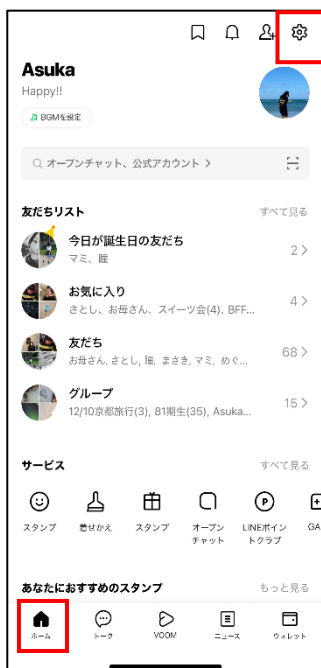 Asuka
Happy!!
BGMを設定
オープンチャット、公式アカウント >
友だちリスト
すべて見る
今日が誕生日の友だち
マミ、瞳
2 >
お気に入り
さとし、お母さん、スイーツ会(4)、BFF...
4 >
友だち
お母さん, さとし, 瞳, まさき, マミ, めぐ...
68 >
グループ
12/10京都旅行(3), 81期生(35), Asuka...
15 >
サービス
すべて見る
スタンプ
着せかえ
スタンプ
オープン
チャット
LINEポイン
トクラブ
GA
あなたにおすすめのスタンプ
もっと見る
ホーム
トーク
VOOM
ニュース
ウォレット